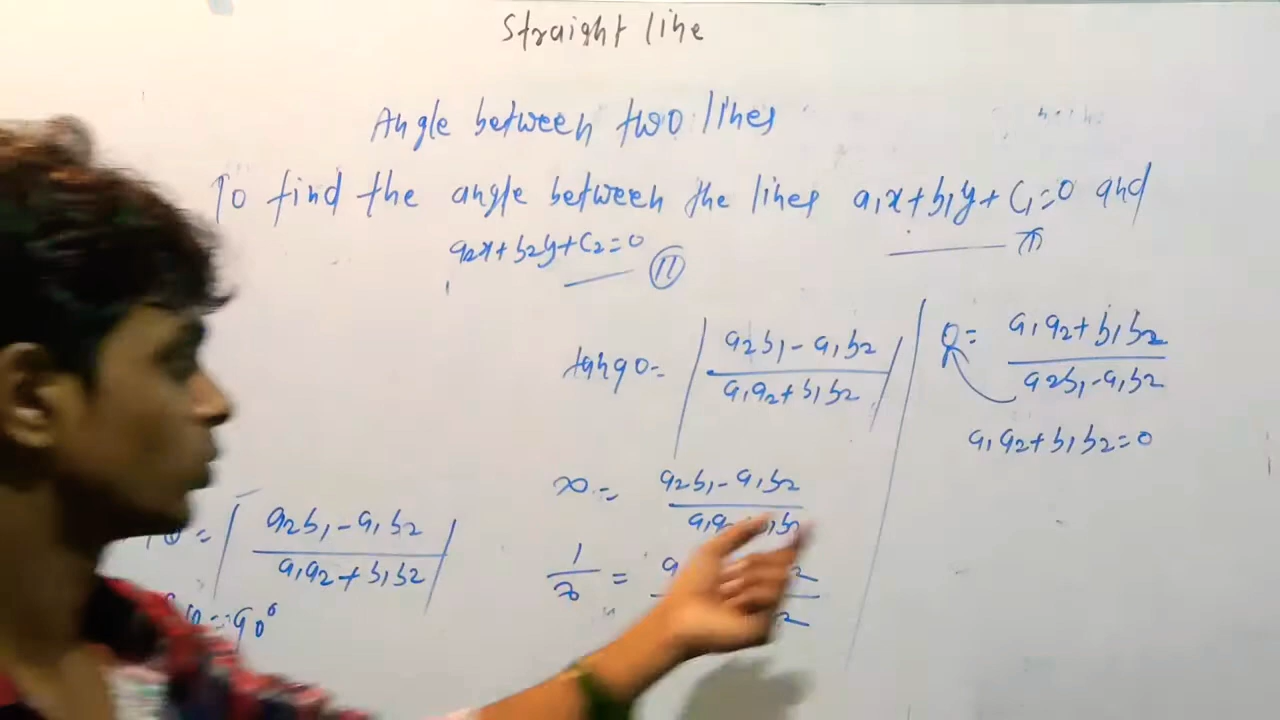 Straight line
Angle between two lines
To find the angle between the lines a₁x + b₁y + C₁ = 0 and
a₂x + b₂y + C₂ = 0
(11)
tan90 = | a₂b₁ - a₁b₂ / a₁a₂ + b₁b₂ |
∞ = a₂b₁ - a₁b₂ /
1/∞ =
= | a₂b₁ - a₁b₂ / a₁a₂ + b₁b₂ |
= 90°
0 = a₁a₂ + b₁b₂ / a₂b₁ - a₁b₂
a₁a₂ + b₁b₂ = 0